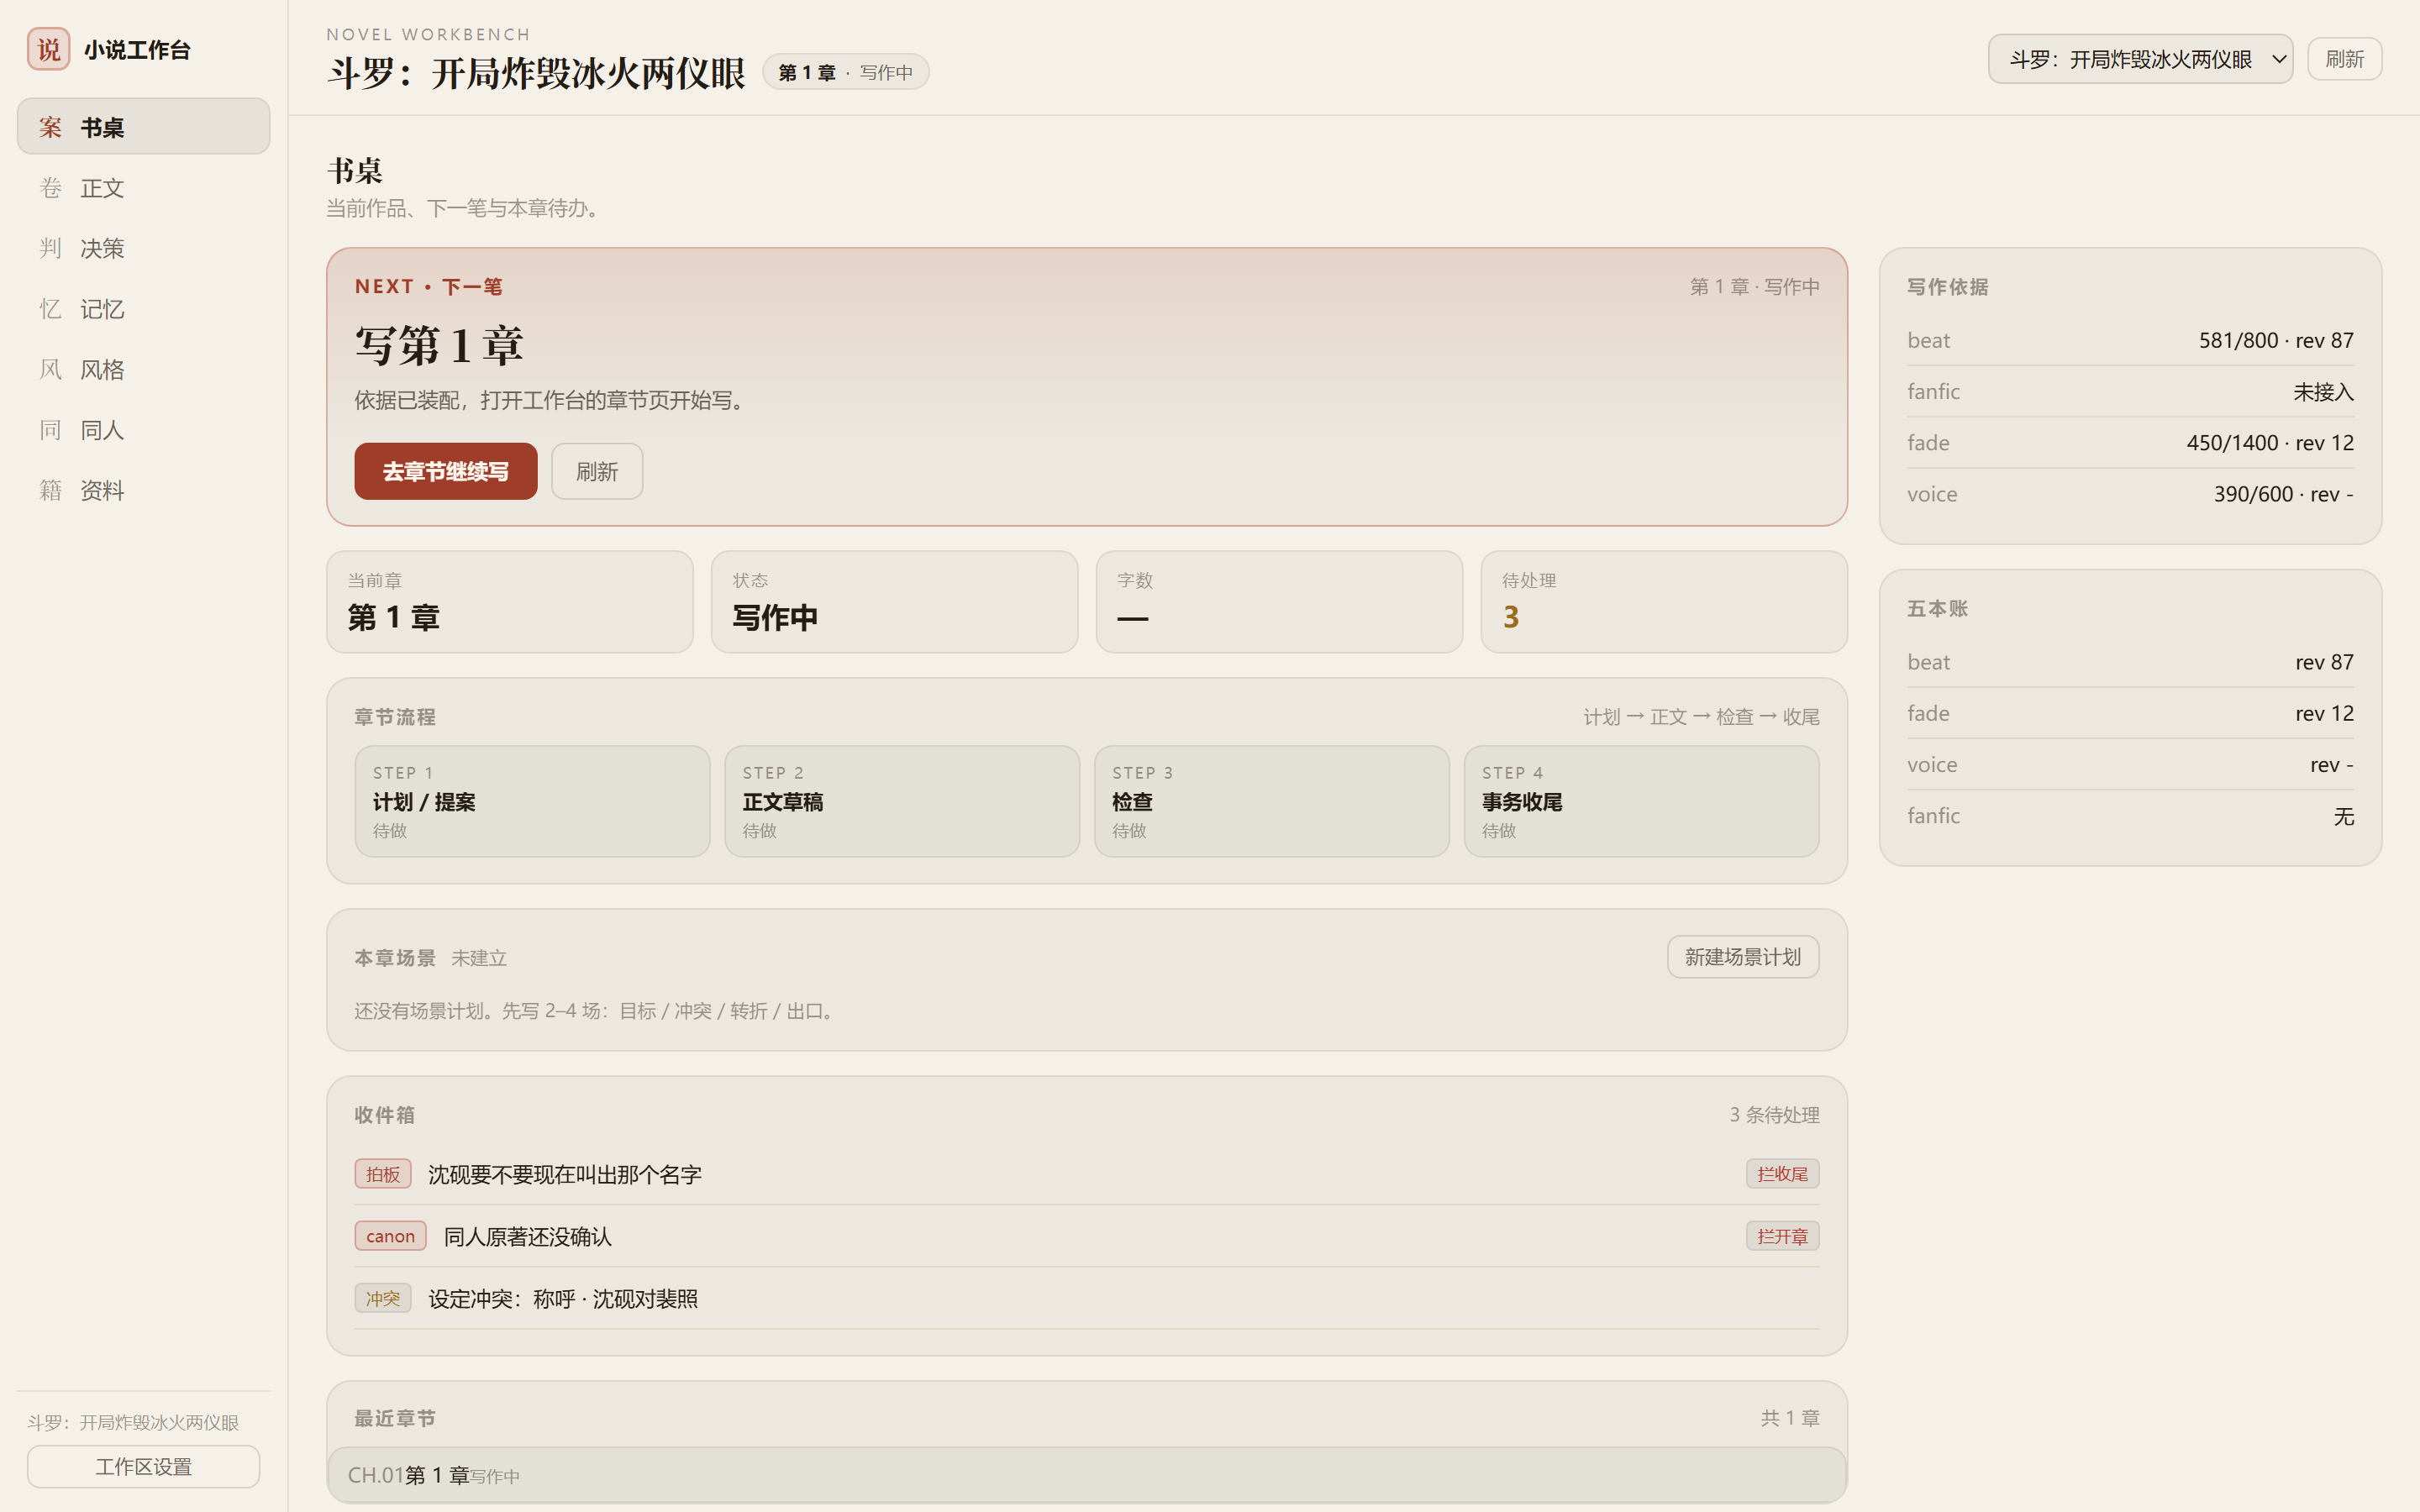 说 小说工作台
案 书桌
卷 正文
判 决策
忆 记忆
风 风格
同 同人
籍 资料
斗罗：开局炸毁冰火两仪眼
工作区设置
NOVEL WORKBENCH
斗罗：开局炸毁冰火两仪眼 第 1 章 · 写作中
斗罗：开局炸毁冰火两仪眼 刷新
书桌
当前作品、下一笔与本章待办。
NEXT • 下一笔 第 1 章 · 写作中
写第 1 章
依据已装配，打开工作台的章节页开始写。
去章节继续写 刷新
当前章 状态 字数 待处理
第 1 章 写作中 — 3
章节流程 计划 → 正文 → 检查 → 收尾
STEP 1 STEP 2 STEP 3 STEP 4
计划 / 提案 正文草稿 检查 事务收尾
待做 待做 待做 待做
本章场景 未建立 新建场景计划
还没有场景计划。先写 2–4 场：目标 / 冲突 / 转折 / 出口。
收件箱 3 条待处理
拍板 沈砚要不要现在叫出那个名字 拦收尾
canon 同人原著还没确认 拦开章
冲突 设定冲突：称呼 · 沈砚对裴照
最近章节 共 1 章
CH.01第 1 章写作中
写作依据
beat 581/800 · rev 87
fanfic 未接入
fade 450/1400 · rev 12
voice 390/600 · rev -
五本账
beat rev 87
fade rev 12
voice rev -
fanfic 无